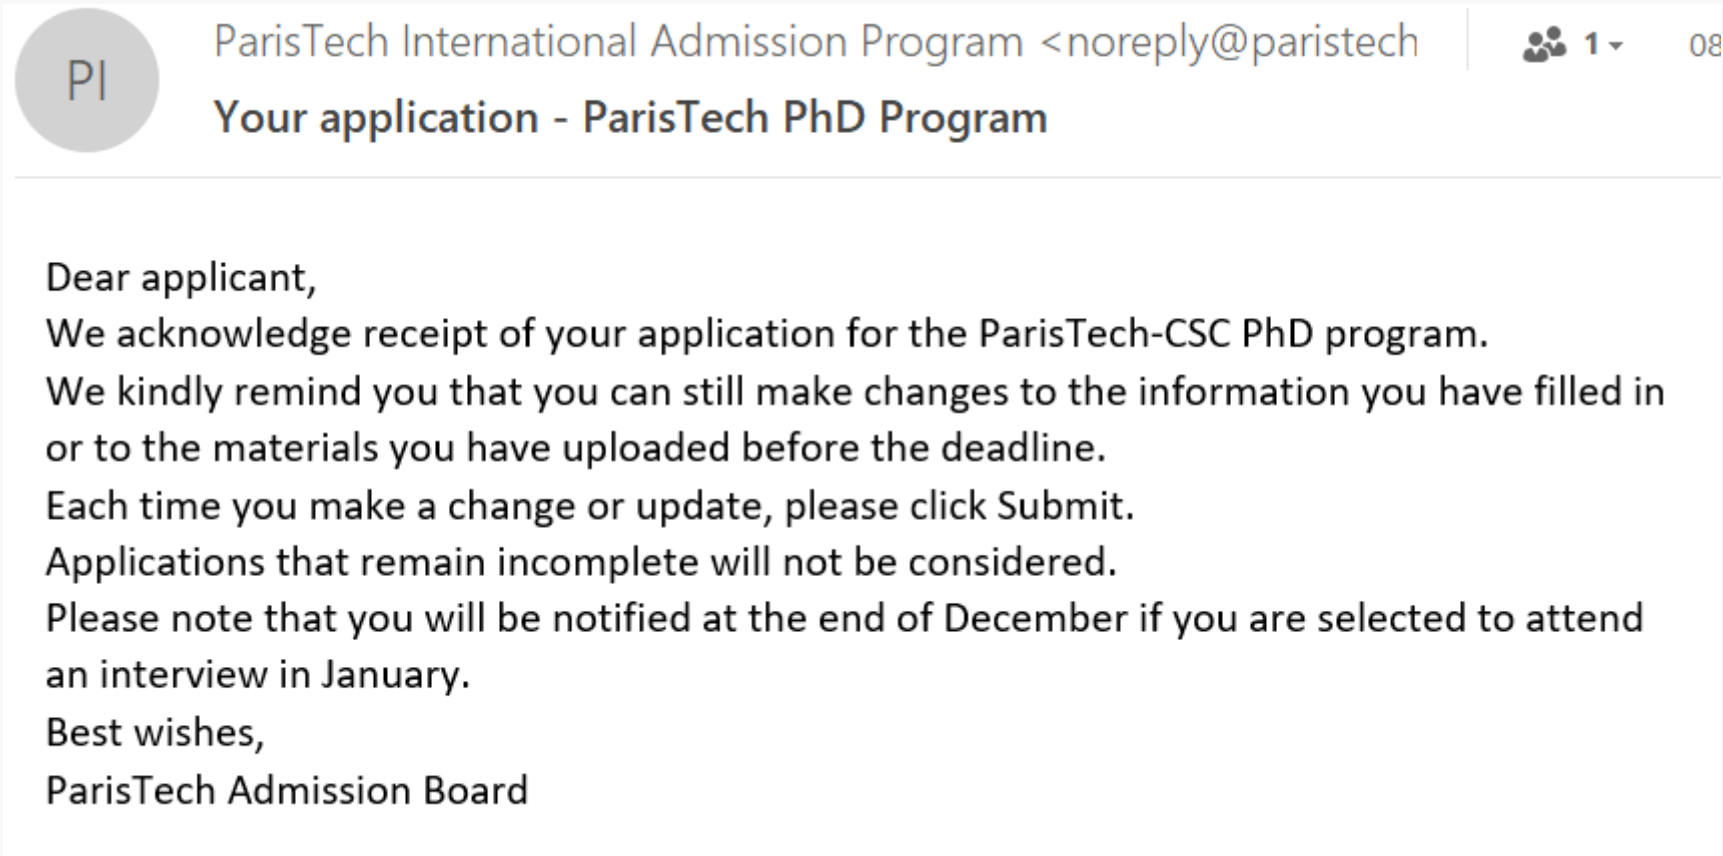 PI
ParisTech International Admission Program <noreply@paristech
1
08
Your application - ParisTech PhD Program
Dear applicant,
We acknowledge receipt of your application for the ParisTech-CSC PhD program.
We kindly remind you that you can still make changes to the information you have filled in
or to the materials you have uploaded before the deadline.
Each time you make a change or update, please click Submit.
Applications that remain incomplete will not be considered.
Please note that you will be notified at the end of December if you are selected to attend
an interview in January.
Best wishes,
ParisTech Admission Board